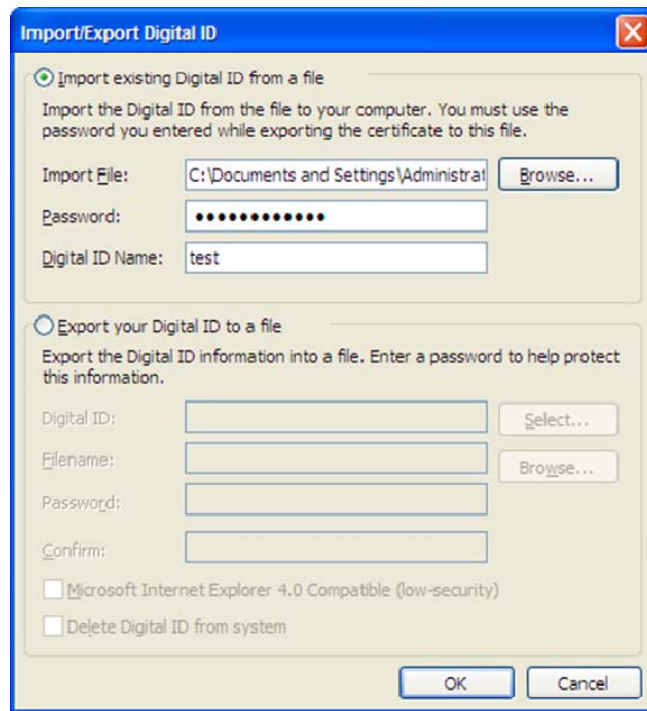 Import/Export Digital ID
Import existing Digital ID from a file
Import the Digital ID from the file to your computer. You must use the
password you entered while exporting the certificate to this file.
Import File: C:\Documents and Settings\Administrat Browse...
Password: ●●●●●●●●●●●●
Digital ID Name: test
Export your Digital ID to a file
Export the Digital ID information into a file. Enter a password to help protect
this information.
Digital ID: Select...
Filename: Browse...
Password:
Confirm:
Microsoft Internet Explorer 4.0 Compatible (low-security)
Delete Digital ID from system
OK Cancel